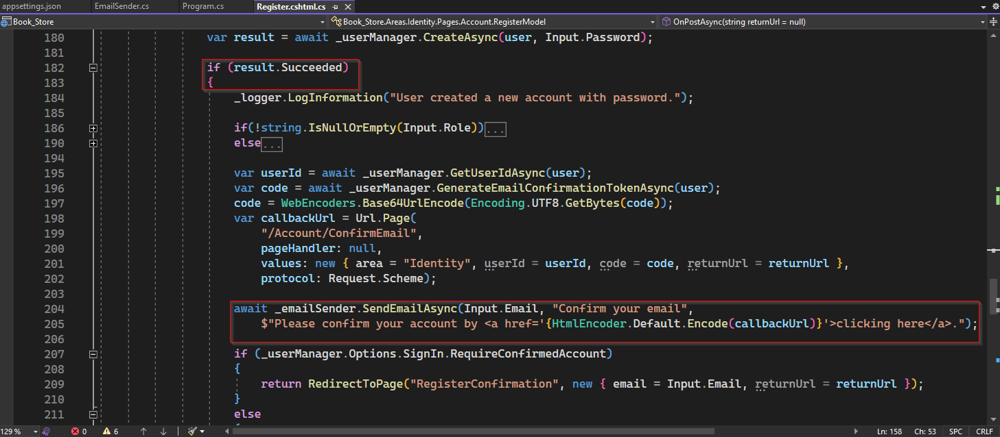 appsettings.json EmailSender.cs Program.cs Register.cshtml.cs
Book_Store Book_Store.Areas.Identity.Pages.Account.RegisterModel OnPostAsync(string returnUrl = null)
180 var result = await _userManager.CreateAsync(user, Input.Password);
181
182 if (result.Succeeded)
183 {
184 _logger.LogInformation("User created a new account with password.");
185
186 if(!string.IsNullOrEmpty(Input.Role))...
190 else...
194
195 var userId = await _userManager.GetUserIdAsync(user);
196 var code = await _userManager.GenerateEmailConfirmationTokenAsync(user);
197 code = WebEncoders.Base64UrlEncode(Encoding.UTF8.GetBytes(code));
198 var callbackUrl = Url.Page(
199 "/Account/ConfirmEmail",
200 pageHandler: null,
201 values: new { area = "Identity", userId = userId, code = code, returnUrl = returnUrl },
202 protocol: Request.Scheme);
203
204 await _emailSender.SendEmailAsync(Input.Email, "Confirm your email",
205 $"Please confirm your account by <a href='{HtmlEncoder.Default.Encode(callbackUrl)}'>clicking here</a>.");
206
207 if (_userManager.Options.SignIn.RequireConfirmedAccount)
208 {
209 return RedirectToPage("RegisterConfirmation", new { email = Input.Email, returnUrl = returnUrl });
210 }
211 else
129 % 0 6 Ln: 158 Ch: 53 SPC CRLF